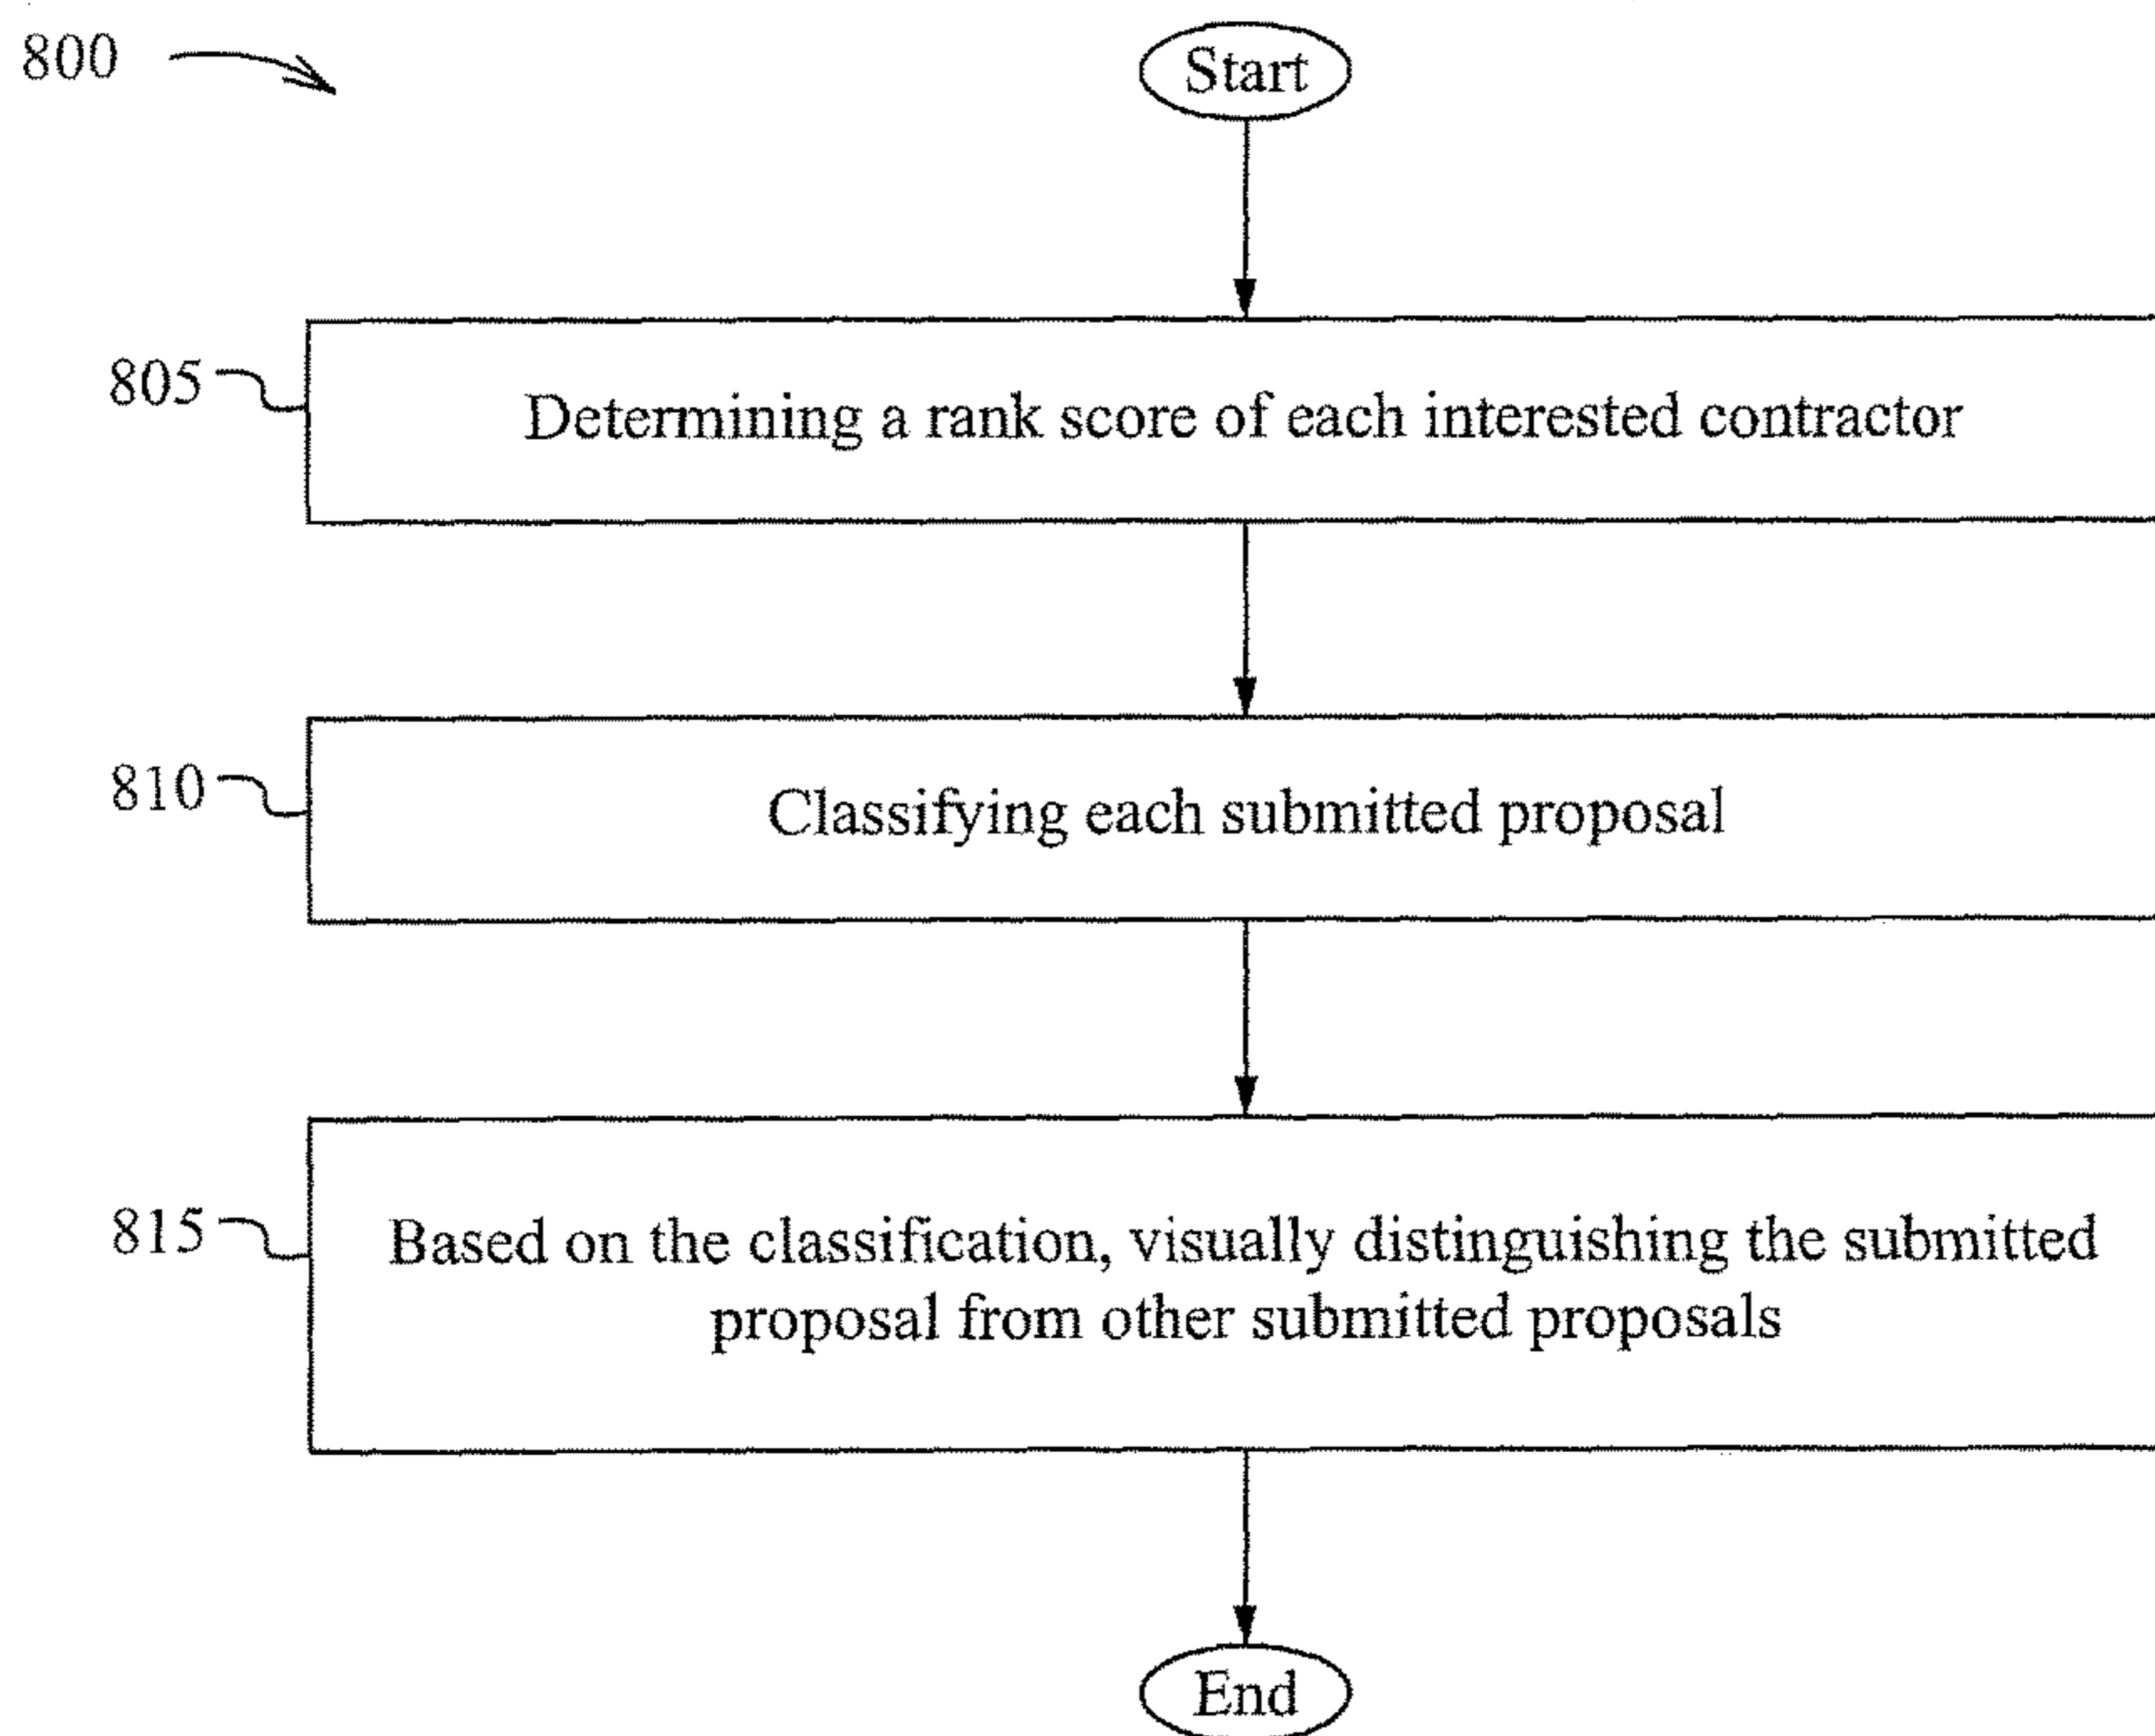 800
Start
805
Determining a rank score of each interested contractor
810
Classifying each submitted proposal
815
Based on the classification, visually distinguishing the submitted
proposal from other submitted proposals
End